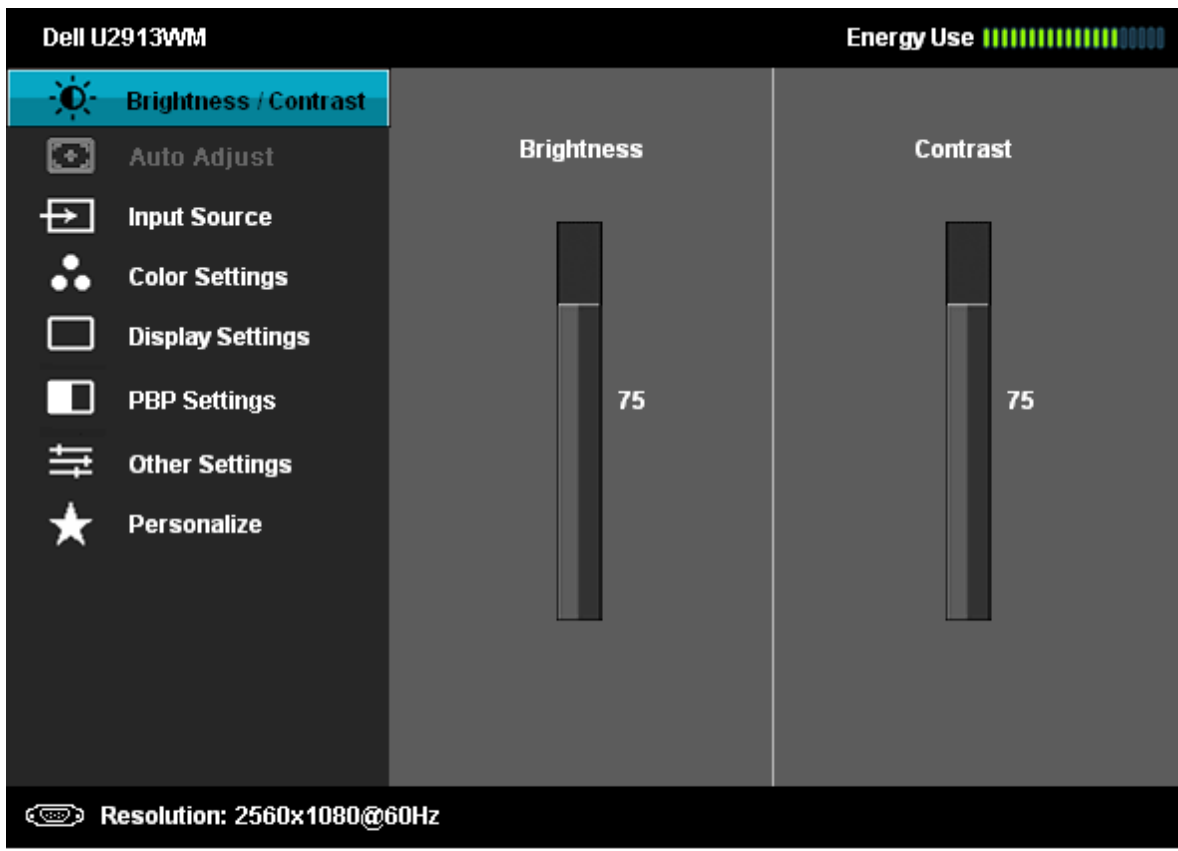 Dell U2913WM
Energy Use
Brightness / Contrast
Auto Adjust
Input Source
Color Settings
Display Settings
PBP Settings
Other Settings
Personalize
Brightness
75
Contrast
75
Resolution: 2560x1080@60Hz